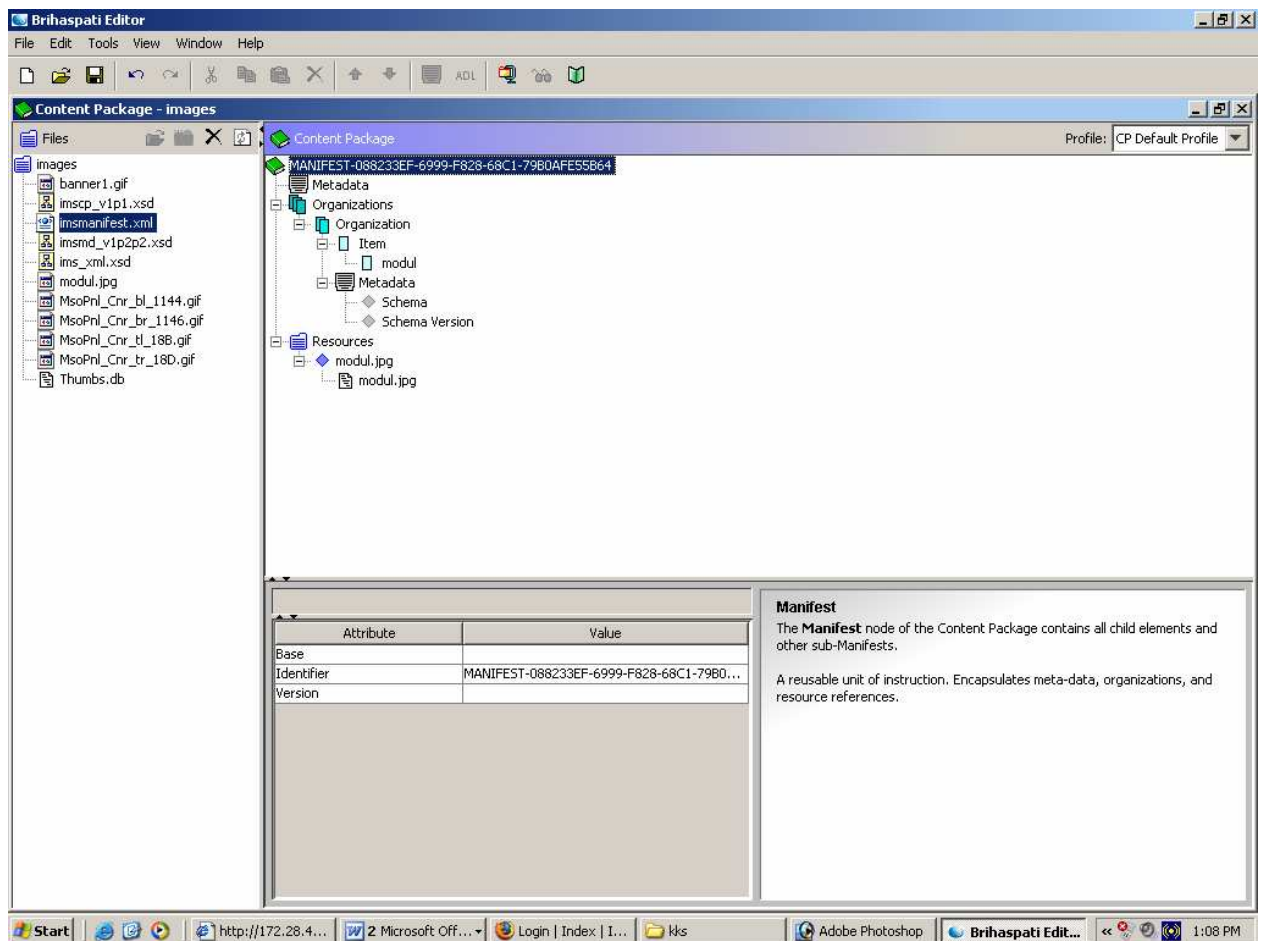 Brihaspati Editor
File Edit Tools View Window Help
ADL
Content Package - images
Files
Content Package
Profile: CP Default Profile
images
banner1.gif
imscp_v1p1.xsd
imsmanifest.xml
imsmd_v1p2p2.xsd
ims_xml.xsd
modul.jpg
MsoPnl_Cnr_bl_1144.gif
MsoPnl_Cnr_br_1146.gif
MsoPnl_Cnr_tl_18B.gif
MsoPnl_Cnr_tr_18D.gif
Thumbs.db
MANIFEST-088233EF-6999-F828-68C1-79B0AFE55B64
Metadata
Organizations
Organization
Item
modul
Metadata
Schema
Schema Version
Resources
modul.jpg
modul.jpg
Attribute Value
Base
Identifier MANIFEST-088233EF-6999-F828-68C1-79B0...
Version
Manifest
The Manifest node of the Content Package contains all child elements and
other sub-Manifests.
A reusable unit of instruction. Encapsulates meta-data, organizations, and
resource references.
Start http://172.28.4... 2 Microsoft Off... Login | Index | I... kks Adobe Photoshop Brihaspati Edit... « 1:08 PM